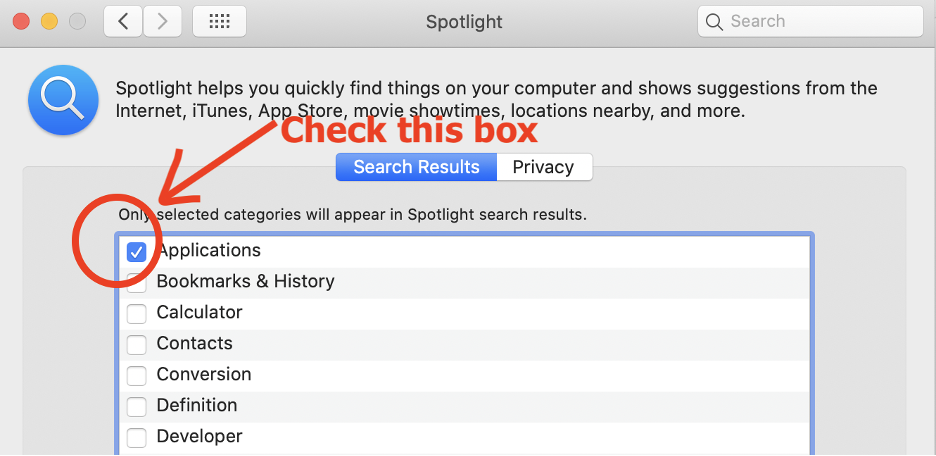 Spotlight
Search
Spotlight helps you quickly find things on your computer and shows suggestions from the
Internet, iTunes, App Store, movie showtimes, locations nearby, and more.
Check this box
Search Results
Privacy
Only selected categories will appear in Spotlight search results.
Applications
Bookmarks & History
Calculator
Contacts
Conversion
Definition
Developer